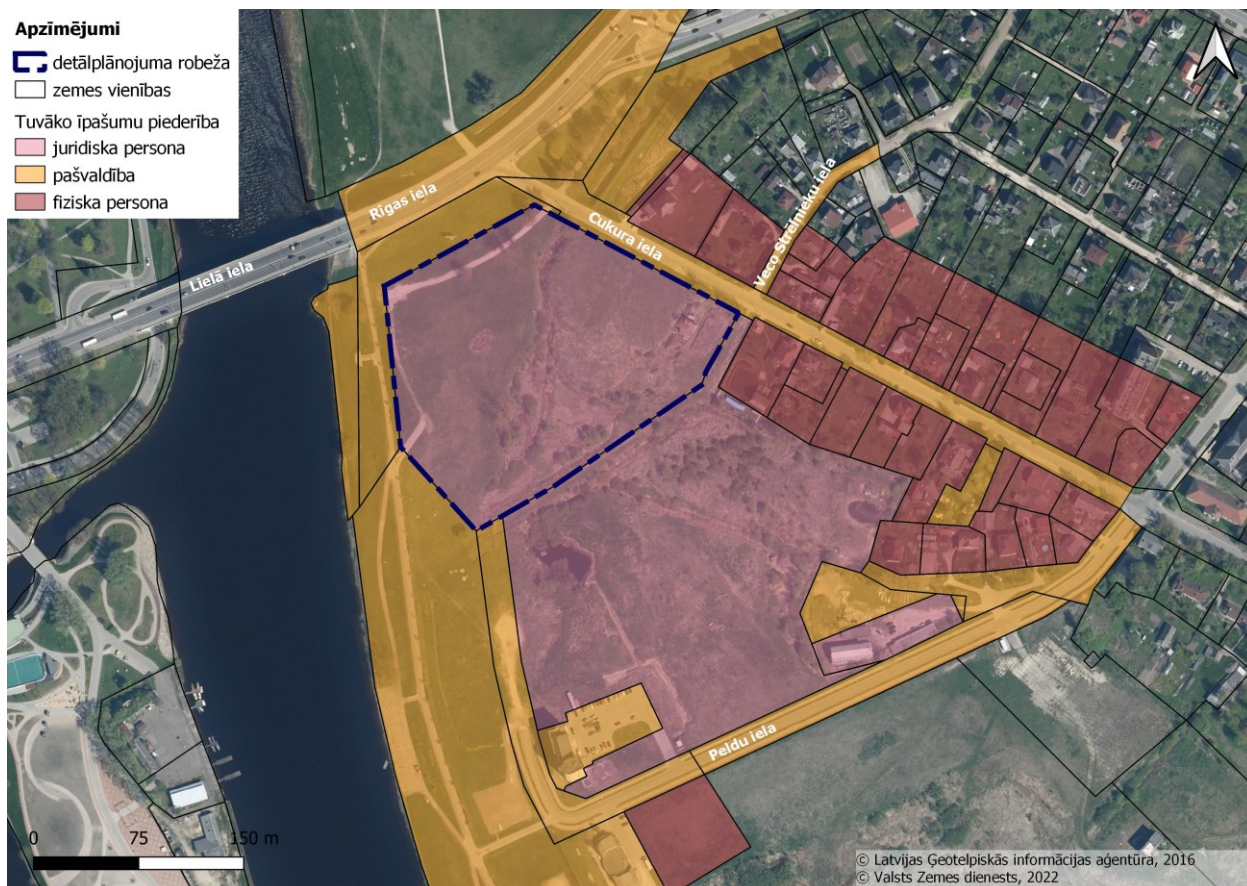 Apzīmējumi
detālplānojuma robeža
zemes vienības
Tuvāko īpašumu piederība
juridiska persona
pašvaldība
fiziska persona
Rīgas iela
Lielā iela
Cukura iela
Veco Strēlnieku iela
Peldu iela
0 75 150 m
© Latvijas Ģeotelpiskās informācijas aģentūra, 2016
© Valsts Zemes dienests, 2022